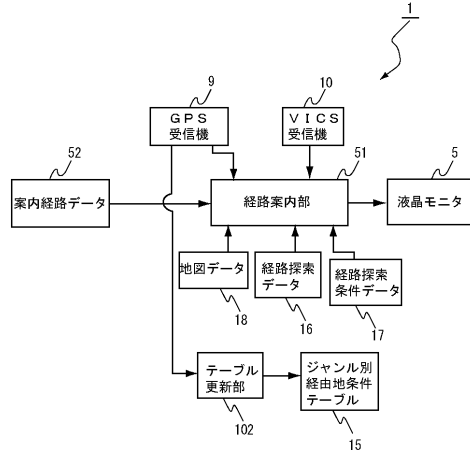 1
9
GPS
受信機
10
VICS
受信機
52
案内経路データ
51
経路案内部
5
液晶モニタ
地図データ
18
経路探索
データ
16
経路探索
条件データ
17
テーブル
更新部
102
ジャンル別
経由地条件
テーブル
15